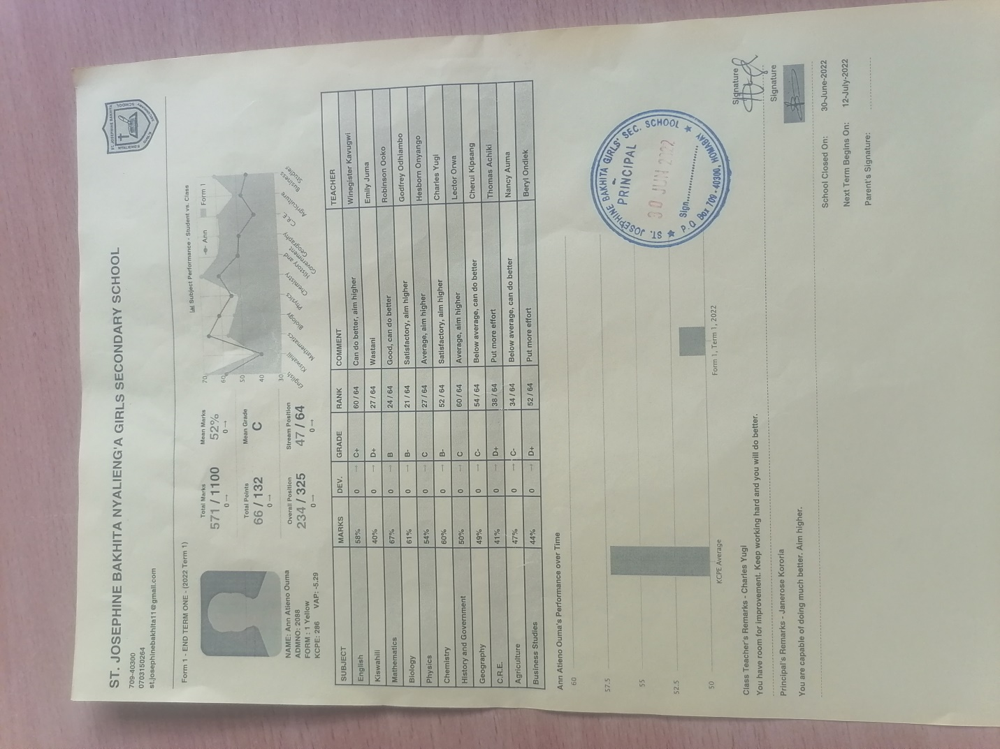 ST. JOSEPHINE BAKHITA NYALIENG'A GIRLS SECONDARY SCHOOL
709-40300
0703150264
st.josephinebakhita11@gmail.com
Form 1 - END TERM ONE - (2022 Term 1)
NAME: Ann Atieno Ouma
ADMNO: 2088
FORM : 1 Yellow
KCPE: 286 VAP: -5.29
Total Marks
571 / 1100
0 →
Mean Marks
52%
0 →
Total Points
66 / 132
0 →
Mean Grade
C
Overall Position
234 / 325
0 →
Stream Position
47 / 64
0 →
Subject Performance - Student vs. Class
Ann Form 1
70
60
50
40
30
English
Kiswahili
Mathematics
Biology
Physics
Chemistry
History and Government
Geography
C.R.E.
Agriculture
Business Studies
SUBJECT MARKS DEV. GRADE RANK COMMENT TEACHER
English 58% 0 → C+ 60 / 64 Can do better, aim higher Winegister Kavugwi
Kiswahili 40% 0 → D+ 27 / 64 Wastani Emily Juma
Mathematics 67% 0 → B 24 / 64 Good, can do better Robinson Ooko
Biology 61% 0 → B- 21 / 64 Satisfactory, aim higher Godfrey Odhiambo
Physics 54% 0 → C 27 / 64 Average, aim higher Hesborn Onyango
Chemistry 60% 0 → B- 52 / 64 Satisfactory, aim higher Charles Yugi
History and Government 50% 0 → C 60 / 64 Average, aim higher Lector Orwa
Geography 49% 0 → C- 54 / 64 Below average, can do better Cherui Kipsang
C.R.E. 41% 0 → D+ 38 / 64 Put more effort Thomas Achiki
Agriculture 47% 0 → C- 34 / 64 Below average, can do better Nancy Auma
Business Studies 44% 0 → D+ 52 / 64 Put more effort Beryl Ondiek
Ann Atieno Ouma's Performance over Time
60
57.5
55
52.5
50
KCPE Average
Form 1, Term 1, 2022
ST. JOSEPHINE BAKHITA GIRLS' SEC. SCHOOL
PRINCIPAL
30 JUN 2022
Sign..................
P.O Box 709 - 40300, HOMABAY
Class Teacher's Remarks - Charles Yugi
Signature
You have room for improvement. Keep working hard and you will do better.
Principal's Remarks - Janerose Kororia
Signature
You are capable of doing much better. Aim higher.
School Closed On: 30-June-2022
Next Term Begins On: 12-July-2022
Parent's Signature: